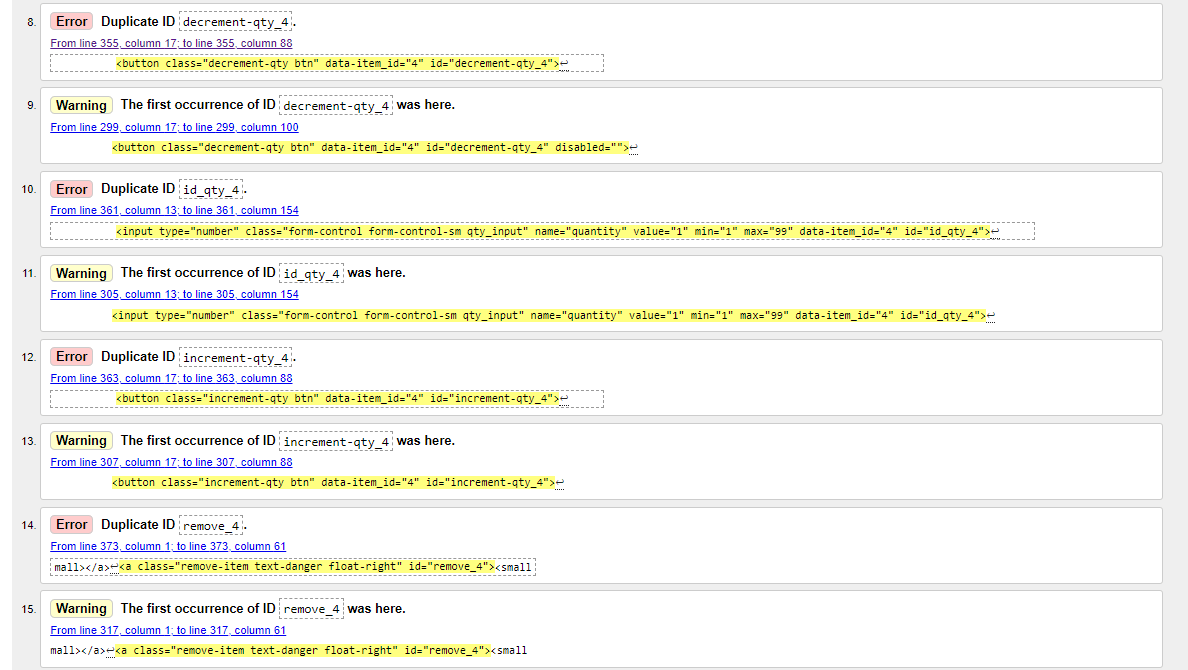 8. Error Duplicate ID decrement-qty_4.
From line 355, column 17; to line 355, column 88
<button class="decrement-qty btn" data-item_id="4" id="decrement-qty_4">↩
9. Warning The first occurrence of ID decrement-qty_4 was here.
From line 299, column 17; to line 299, column 100
<button class="decrement-qty btn" data-item_id="4" id="decrement-qty_4" disabled="">↩
10. Error Duplicate ID id_qty_4.
From line 361, column 13; to line 361, column 154
<input type="number" class="form-control form-control-sm qty_input" name="quantity" value="1" min="1" max="99" data-item_id="4" id="id_qty_4">↩
11. Warning The first occurrence of ID id_qty_4 was here.
From line 305, column 13; to line 305, column 154
<input type="number" class="form-control form-control-sm qty_input" name="quantity" value="1" min="1" max="99" data-item_id="4" id="id_qty_4">↩
12. Error Duplicate ID increment-qty_4.
From line 363, column 17; to line 363, column 88
<button class="increment-qty btn" data-item_id="4" id="increment-qty_4">↩
13. Warning The first occurrence of ID increment-qty_4 was here.
From line 307, column 17; to line 307, column 88
<button class="increment-qty btn" data-item_id="4" id="increment-qty_4">↩
14. Error Duplicate ID remove_4.
From line 373, column 1; to line 373, column 61
mall></a>↩<a class="remove-item text-danger float-right" id="remove_4"><small
15. Warning The first occurrence of ID remove_4 was here.
From line 317, column 1; to line 317, column 61
mall></a>↩<a class="remove-item text-danger float-right" id="remove_4"><small